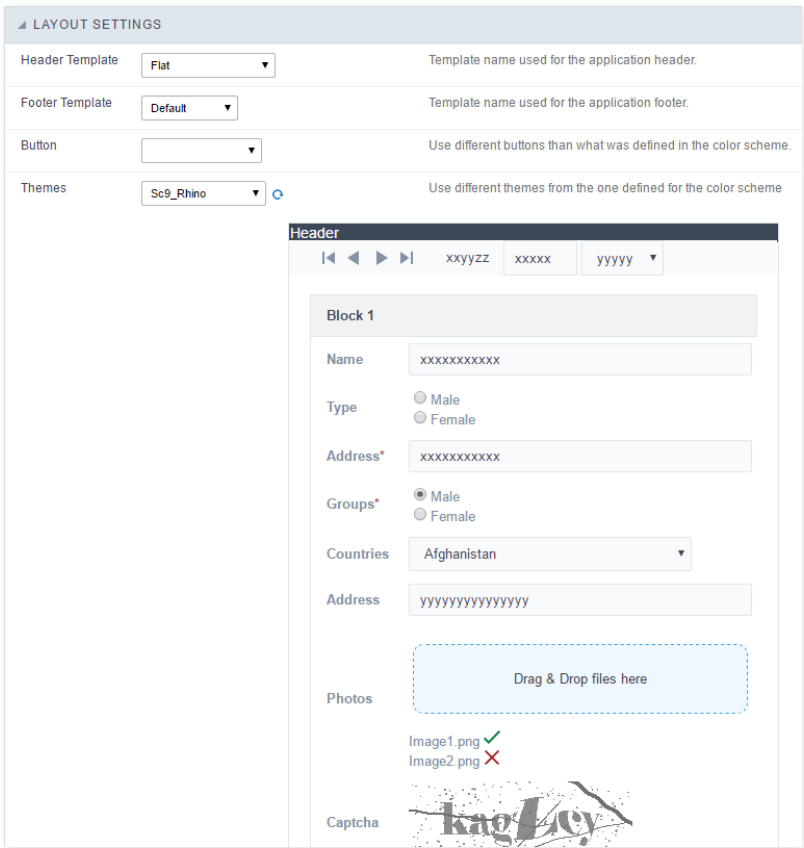 LAYOUT SETTINGS
Header Template Flat Template name used for the application header.
Footer Template Default Template name used for the application footer.
Button Use different buttons than what was defined in the color scheme.
Themes Sc9_Rhino Use different themes from the one defined for the color scheme
Header
xxyyzz xxxxx yyyyy
Block 1
Name xxxxxxxxxxx
Type Male
Female
Address* xxxxxxxxxxx
Groups* Male
Female
Countries Afghanistan
Address yyyyyyyyyyyyyyy
Drag & Drop files here
Photos
Image1.png
Image2.png
Captcha